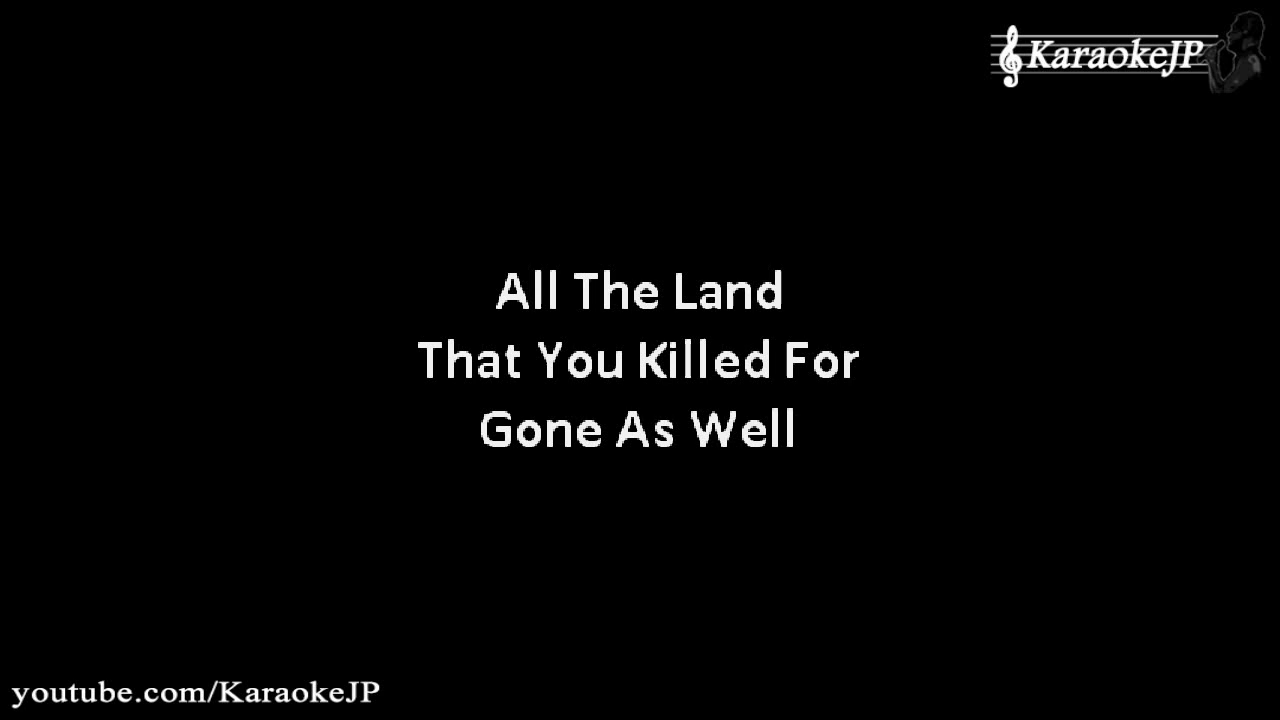 KaraokeJP
All The Land
That You Killed For
Gone As Well
youtube.com/KaraokeJP